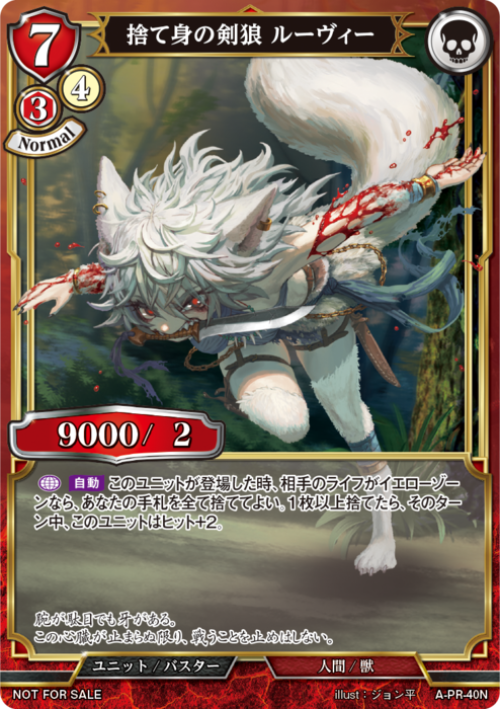 7
捨て身の剣狼 ルーヴィー
3
4
Normal
9000/ 2
自動 このユニットが登場した時、相手のライフがイエローゾー
ンなら、あなたの手札を全て捨ててよい。1枚以上捨てたら、そのター
ン中、このユニットはヒット+2。
腕が駄目でも牙がある。
この心臓が止まらぬ限り、戦うことを止めはしない。
ユニット/バスター
人間/獣
NOT FOR SALE
illust:ジョン平
A-PR-40N